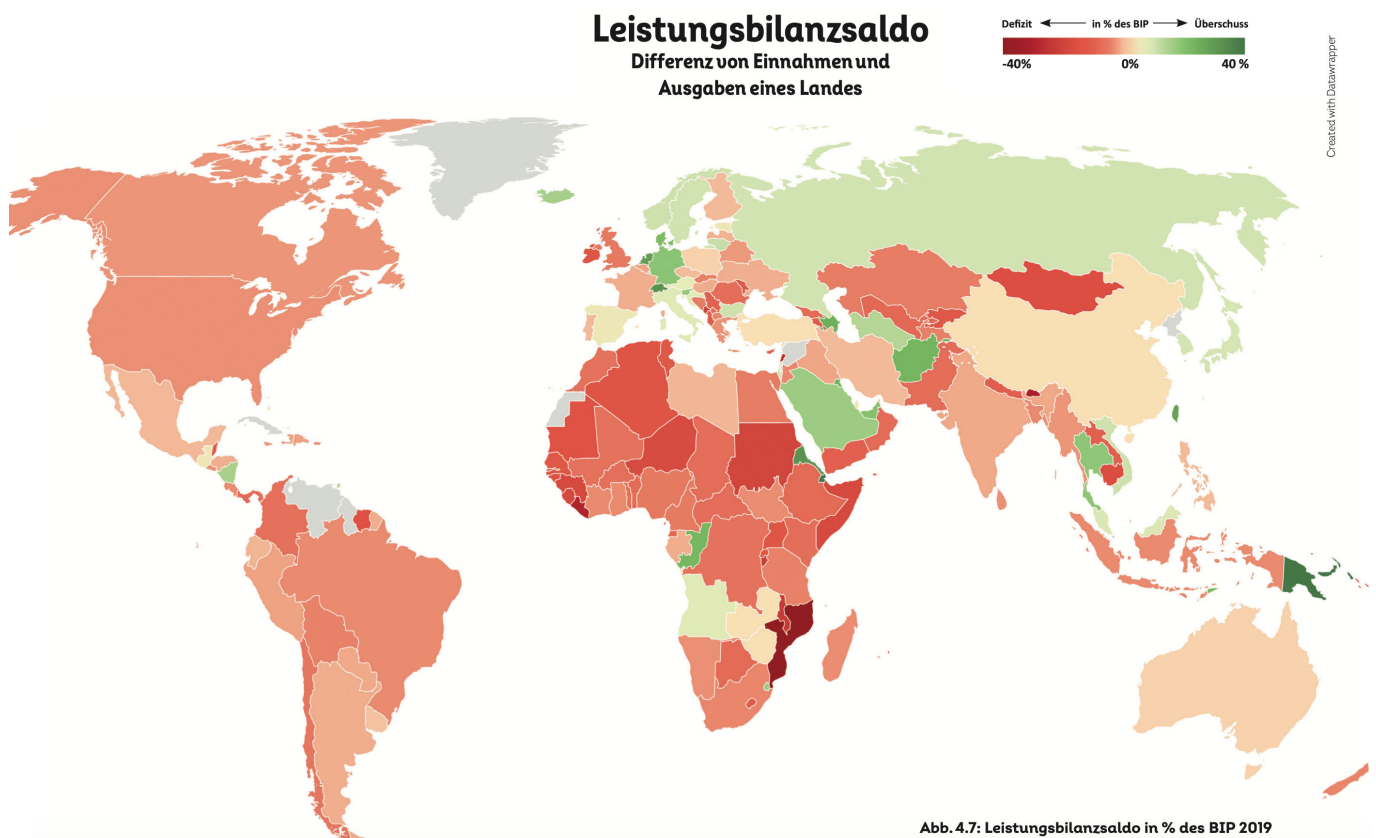 Leistungsbilanzsaldo
Differenz von Einnahmen und
Ausgaben eines Landes
Defizit in % des BIP Überschuss
-40% 0% 40 %
Created with Datawrapper
Abb. 4.7: Leistungsbilanzsaldo in % des BIP 2019